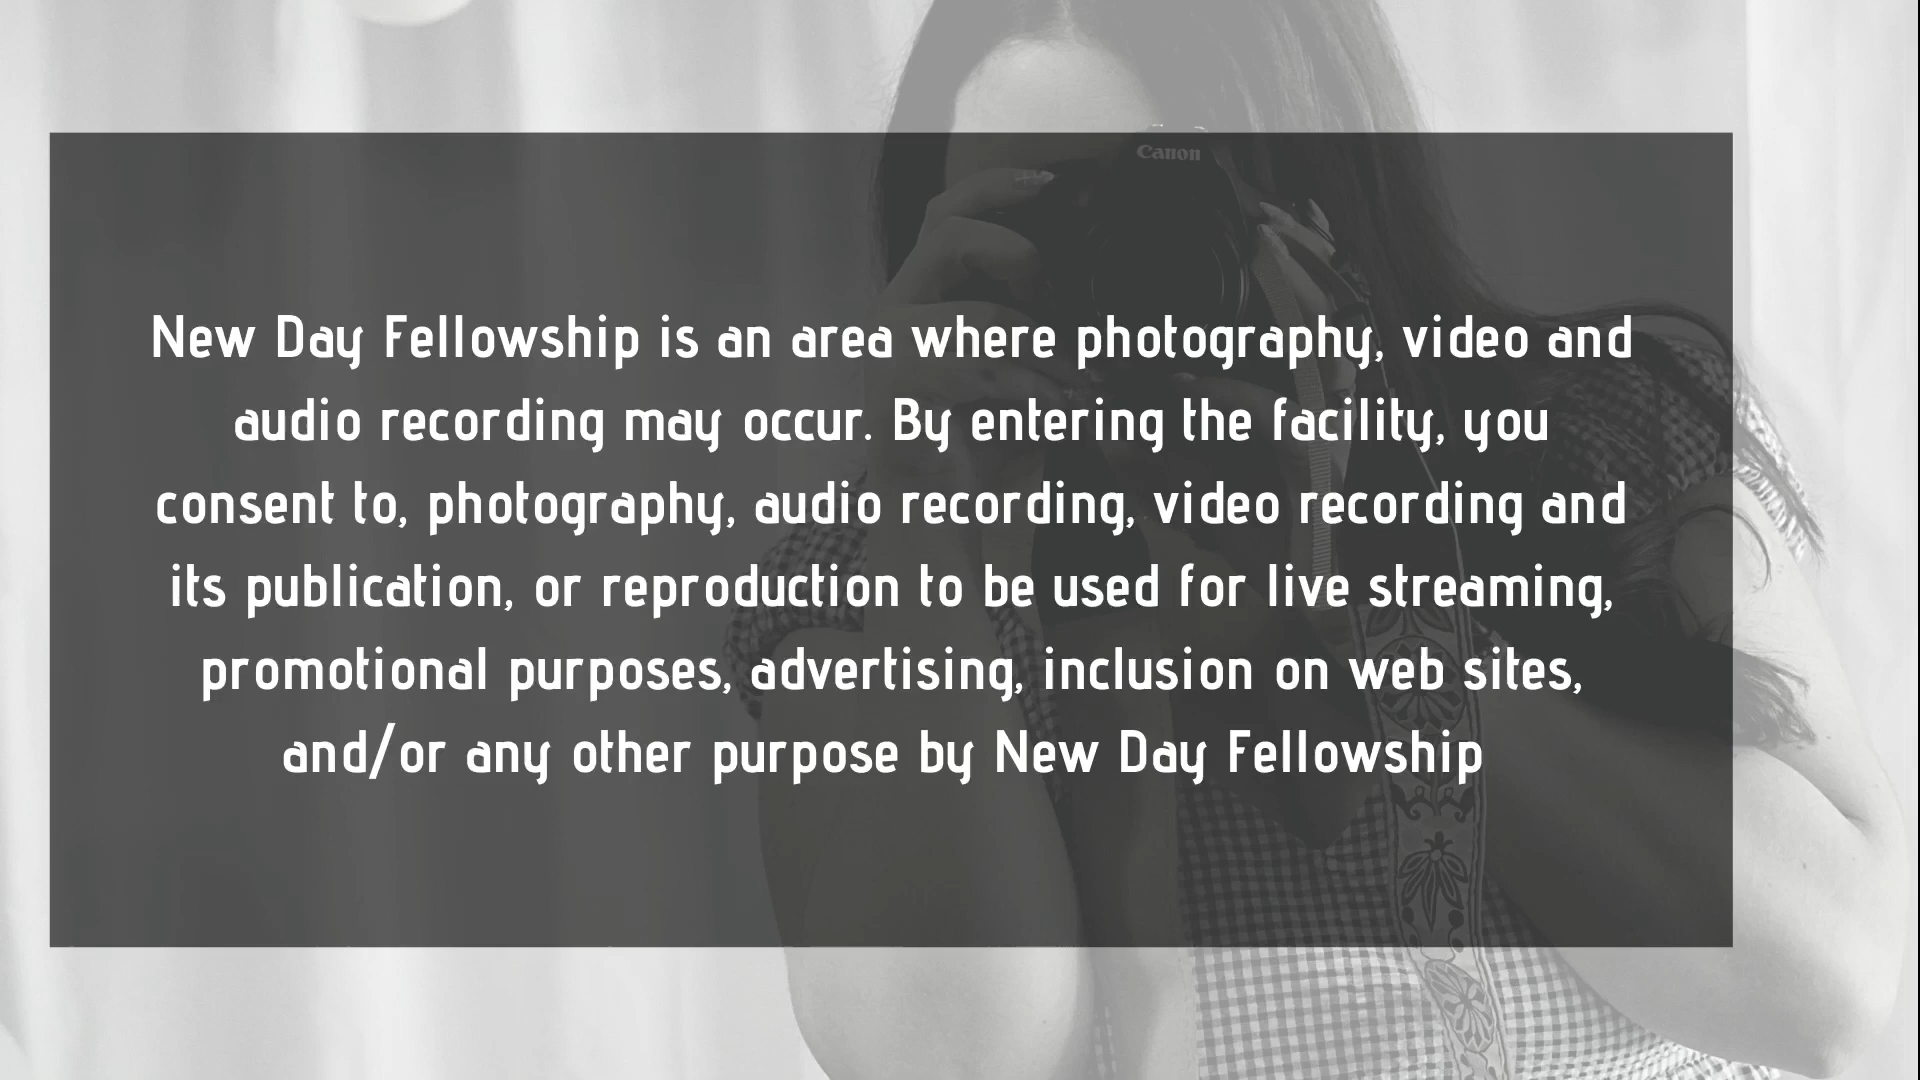 Canon
New Day Fellowship is an area where photography, video and
audio recording may occur. By entering the facility, you
consent to, photography, audio recording, video recording and
its publication, or reproduction to be used for live streaming,
promotional purposes, advertising, inclusion on web sites,
and/or any other purpose by New Day Fellowship